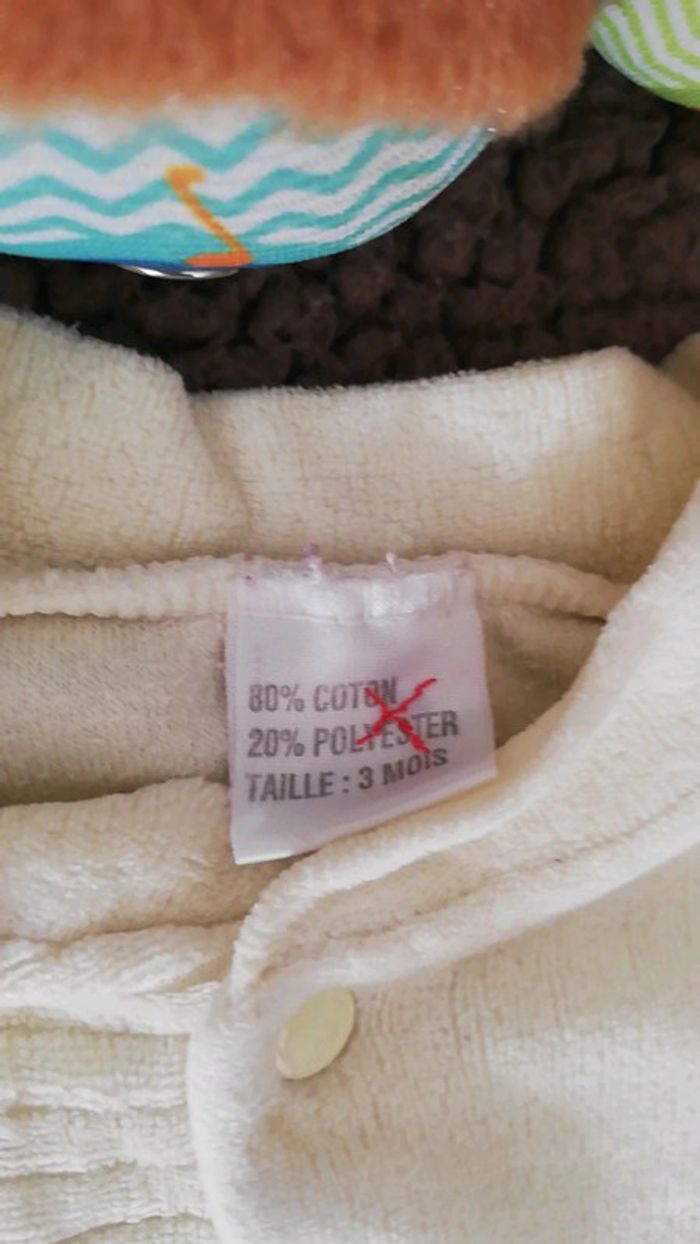 80% COTON
20% POLYESTER
TAILLE : 3 MOIS